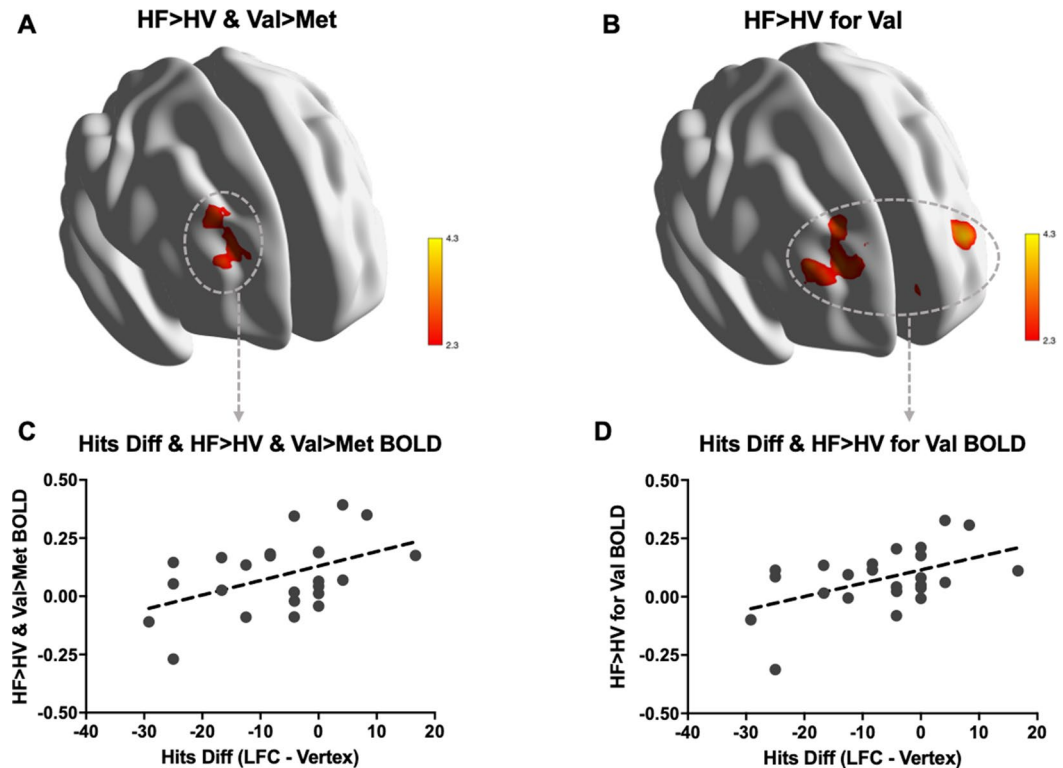 A
HF>HV & Val>Met
4.3
2.3
B
HF>HV for Val
4.3
2.3
C
Hits Diff & HF>HV & Val>Met BOLD
HF>HV & Val>Met BOLD
0.50
0.25
0.00
-0.25
-0.50
-40
-30
-20
-10
0
10
20
Hits Diff (LFC - Vertex)
D
Hits Diff & HF>HV for Val BOLD
HF>HV for Val BOLD
0.50
0.25
0.00
-0.25
-0.50
-40
-30
-20
-10
0
10
20
Hits Diff (LFC - Vertex)